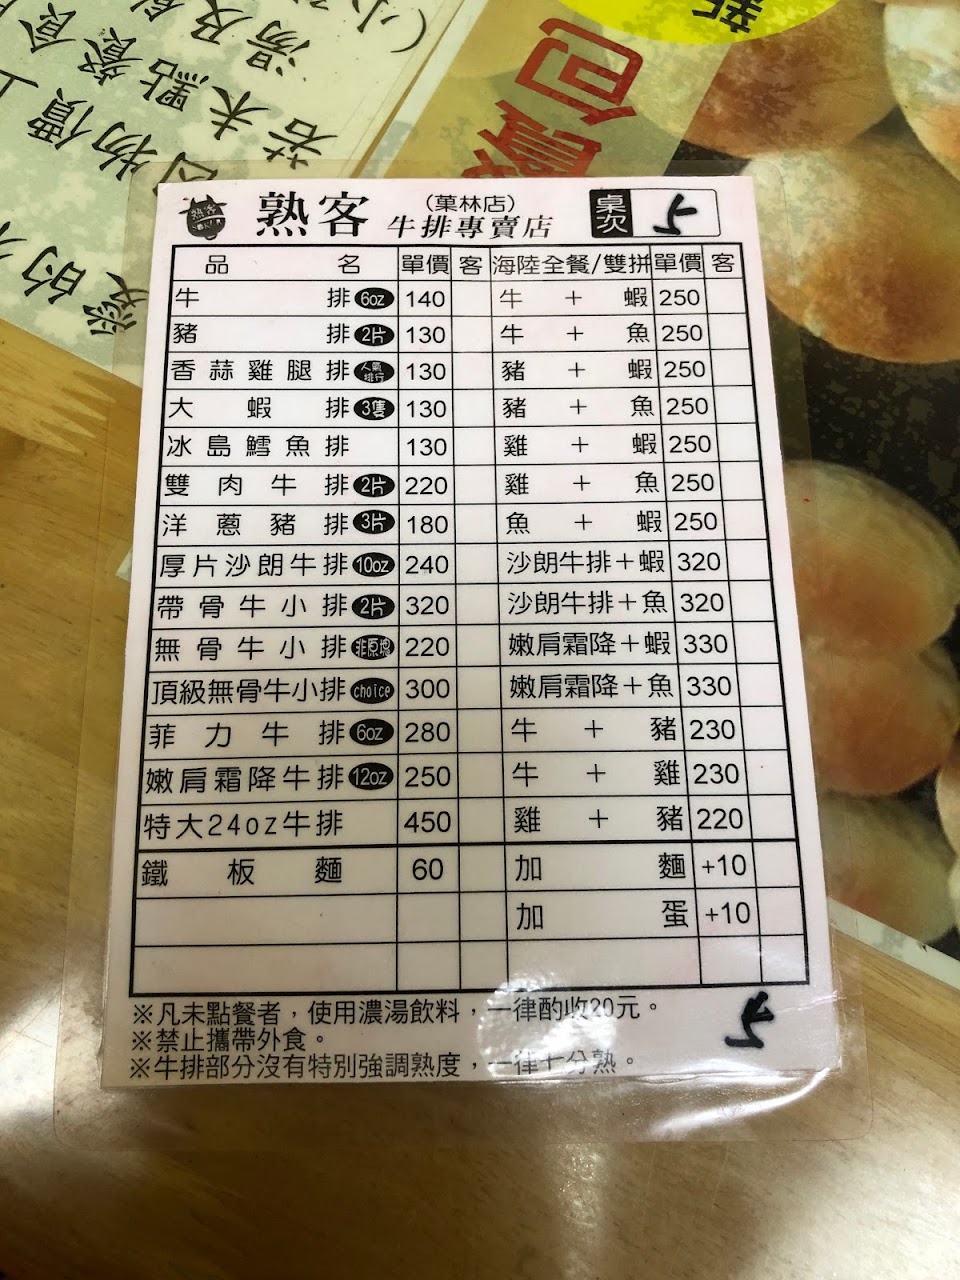 新
餐包
熟客 (菓林店) 牛排專賣店 桌次 5
品名 單價 客 海陸全餐/雙拼 單價 客
牛排 6oz 140 牛+蝦 250
豬排 2片 130 牛+魚 250
香蒜雞腿排 人氣排行 130 豬+蝦 250
大蝦排 3隻 130 豬+魚 250
冰島鱈魚排 130 雞+蝦 250
雙肉牛排 2片 220 雞+魚 250
洋蔥豬排 3片 180 魚+蝦 250
厚片沙朗牛排 10oz 240 沙朗牛排+蝦 320
帶骨牛小排 2片 320 沙朗牛排+魚 320
無骨牛小排 非原塊 220 嫩肩霜降+蝦 330
頂級無骨牛小排 choice 300 嫩肩霜降+魚 330
菲力牛排 6oz 280 牛+豬 230
嫩肩霜降牛排 12oz 250 牛+雞 230
特大24oz牛排 450 雞+豬 220
鐵板麵 60 加麵 +10
加蛋 +10
※凡未點餐者，使用濃湯飲料，一律酌收20元。
※禁止攜帶外食。
※牛排部分沒有特別強調熟度，一律十分熟。
5